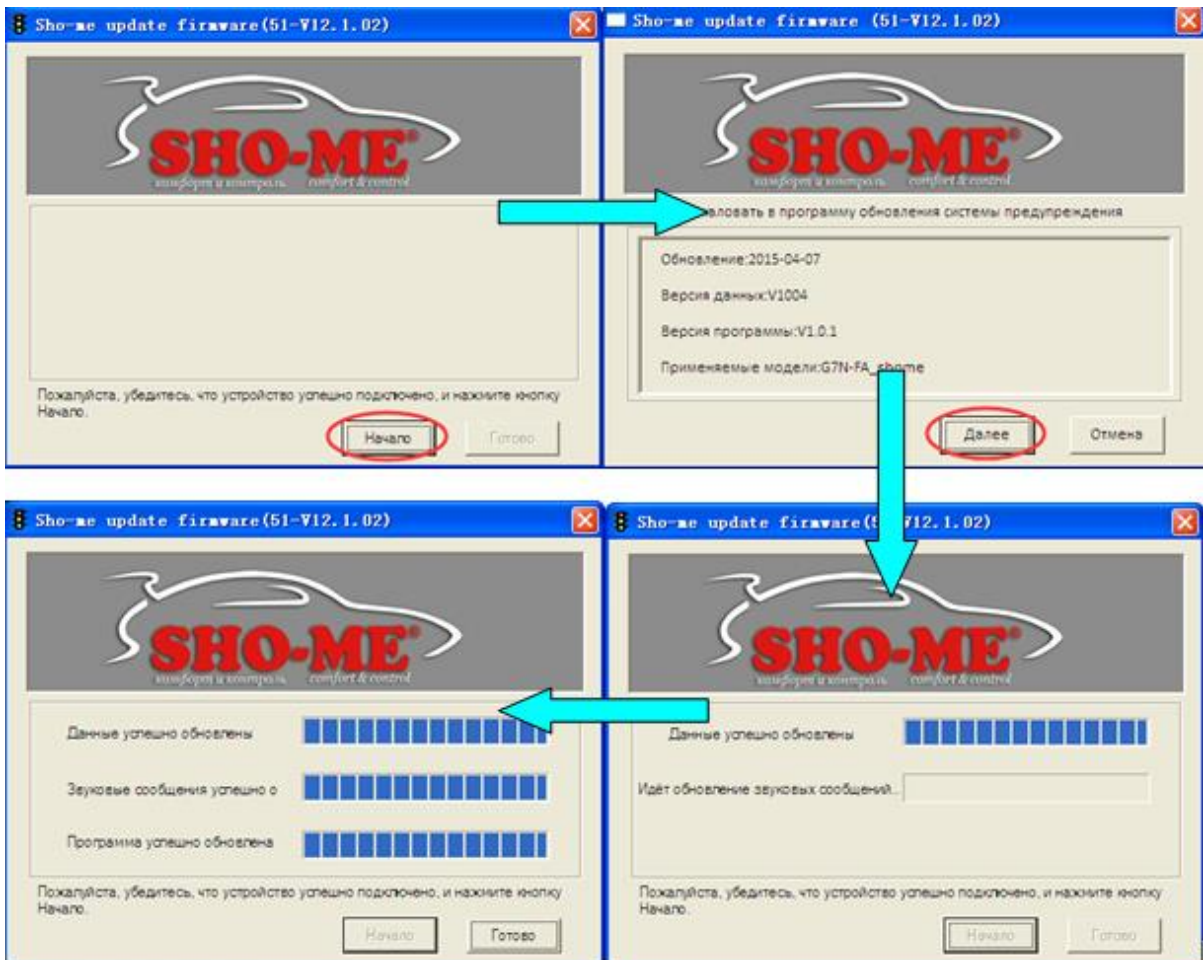 Sho-me update firmware(51-V12.1.02)
SHO-ME®
комфорт и контроль comfort & control
Пожалуйста, убедитесь, что устройство успешно подключено, и нажмите кнопку
Начало.
Начало Готово
Sho-me update firmware (51-V12.1.02)
SHO-ME®
комфорт и контроль comfort & control
аловать в программу обновления системы предупреждения
Обновление:2015-04-07
Версия данных:V1004
Версия программы:V1.0.1
Применяемые модели:G7N-FA_shome
Далее Отмена
Sho-me update firmware(51-V12.1.02)
SHO-ME®
комфорт и контроль comfort & control
Данные успешно обновлены
Звуковые сообщения успешно о
Программа успешно обновлена
Пожалуйста, убедитесь, что устройство успешно подключено, и нажмите кнопку
Начало.
Начало Готово
Sho-me update firmware(5 V12.1.02)
SHO-ME®
комфорт и контроль comfort & control
Данные успешно обновлены
Идёт обновление звуковых сообщений..
Пожалуйста, убедитесь, что устройство успешно подключено, и нажмите кнопку
Начало.
Начало Готово